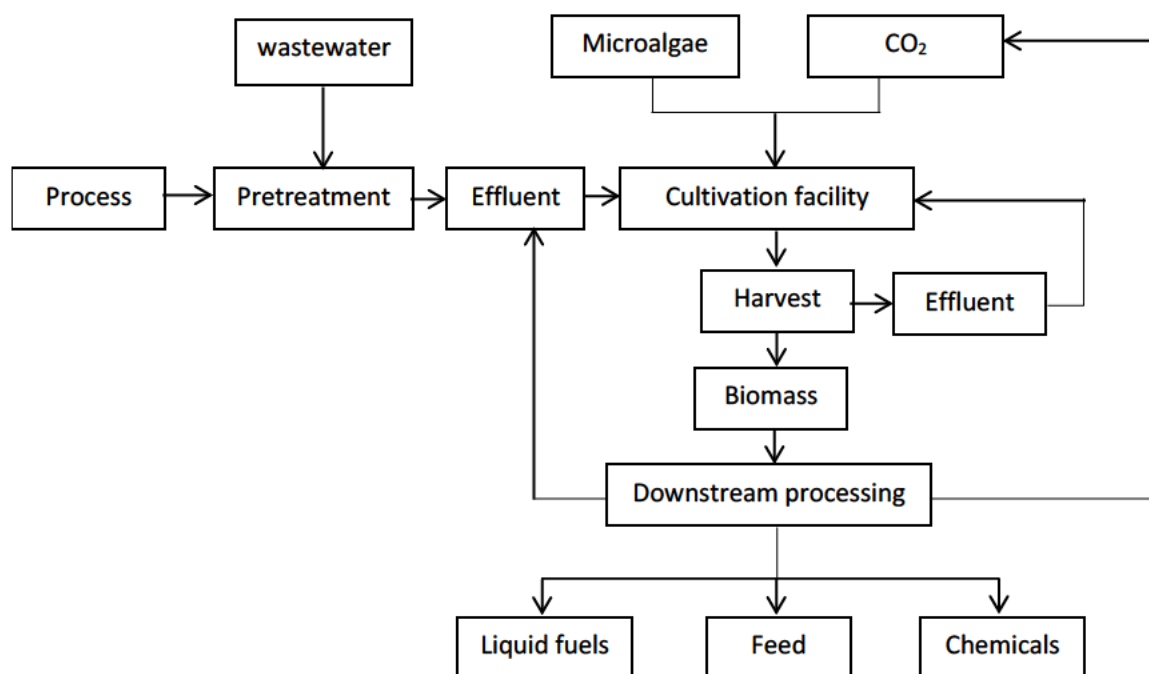 wastewater
Microalgae
CO₂
Process
Pretreatment
Effluent
Cultivation facility
Harvest
Effluent
Biomass
Downstream processing
Liquid fuels
Feed
Chemicals